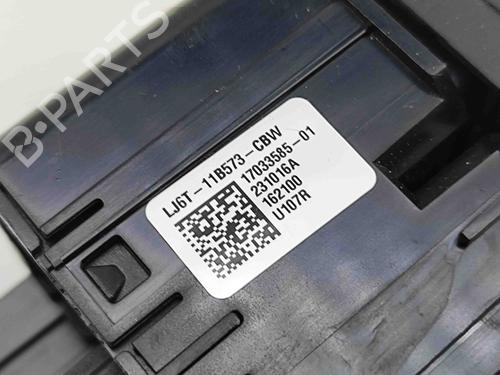 B-PARTS
LJ6T-11B573-CBW
17033585-01
231016A
162100
U107R